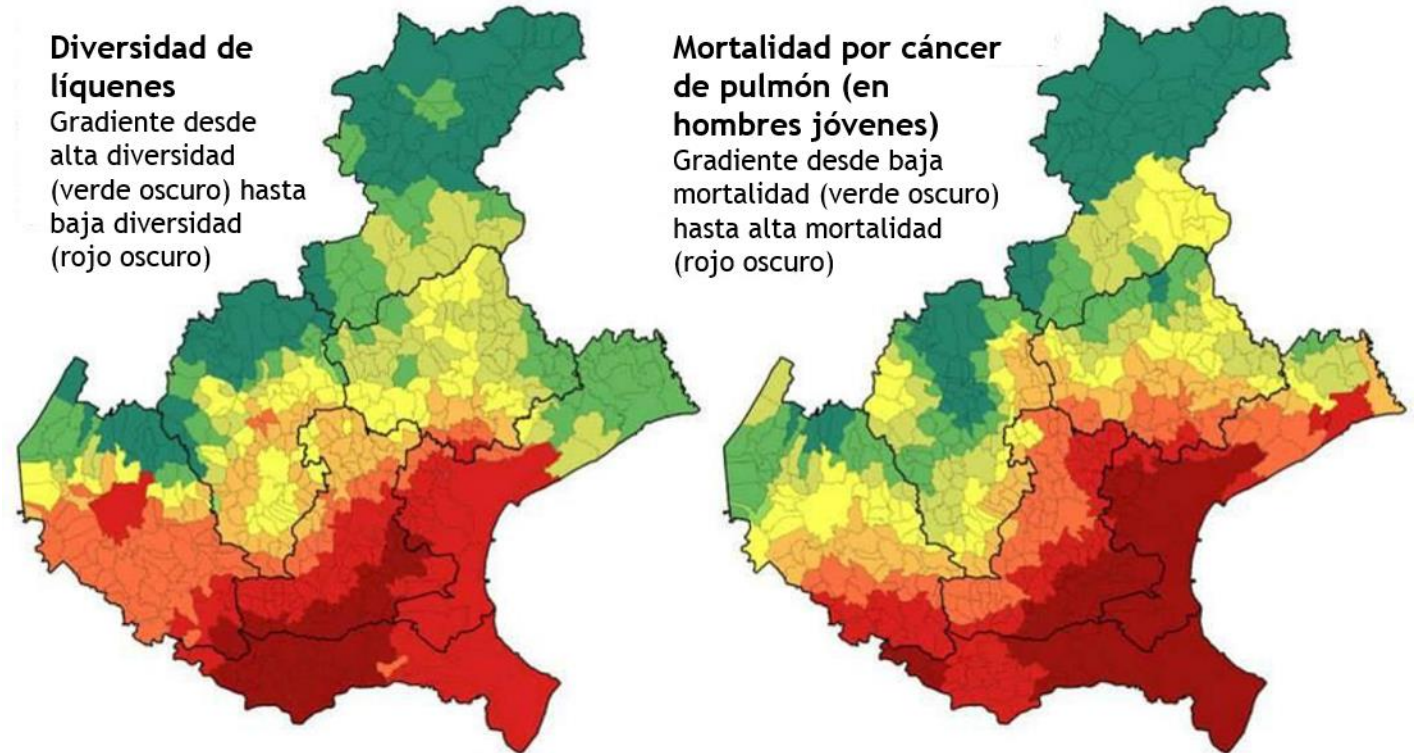 Diversidad de
líquenes
Gradiente desde
alta diversidad
(verde oscuro) hasta
baja diversidad
(rojo oscuro)
Mortalidad por cáncer
de pulmón (en
hombres jóvenes)
Gradiente desde baja
mortalidad (verde oscuro)
hasta alta mortalidad
(rojo oscuro)